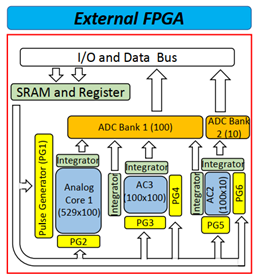 External FPGA
I/O and Data Bus
SRAM and Register
ADC Bank 1 (100)
ADC Bank
2 (10)
Pulse Generator (PG1)
Integrator
Analog
Core 1
(529x100)
PG2
Integrator
Integrator
AC3
(100x100)
PG4
PG3
Integrator
Integrator
AC2
(100x10)
PG6
PG5